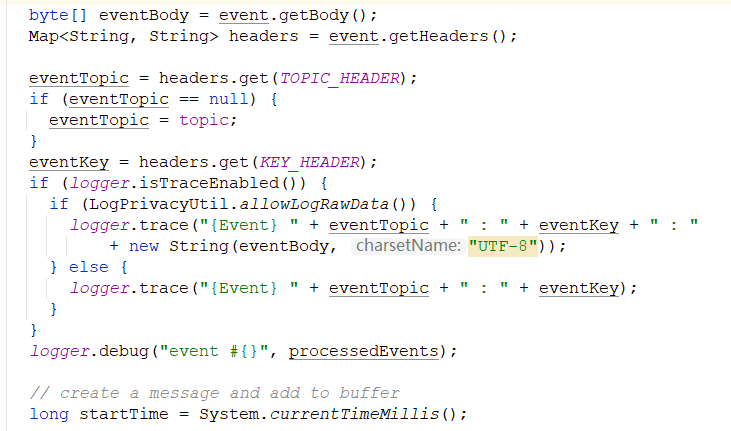 byte[] eventBody = event.getBody();
Map<String, String> headers = event.getHeaders();
eventTopic = headers.get(TOPIC_HEADER);
if (eventTopic == null) {
eventTopic = topic;
}
eventKey = headers.get(KEY_HEADER);
if (logger.isTraceEnabled()) {
if (LogPrivacyUtil.allowLogRawData()) {
logger.trace("{Event} " + eventTopic + " : " + eventKey + " : "
+ new String(eventBody, charsetName: "UTF-8"));
} else {
logger.trace("{Event} " + eventTopic + " : " + eventKey);
}
}
logger.debug("event #{}", processedEvents);
// create a message and add to buffer
long startTime = System.currentTimeMillis();